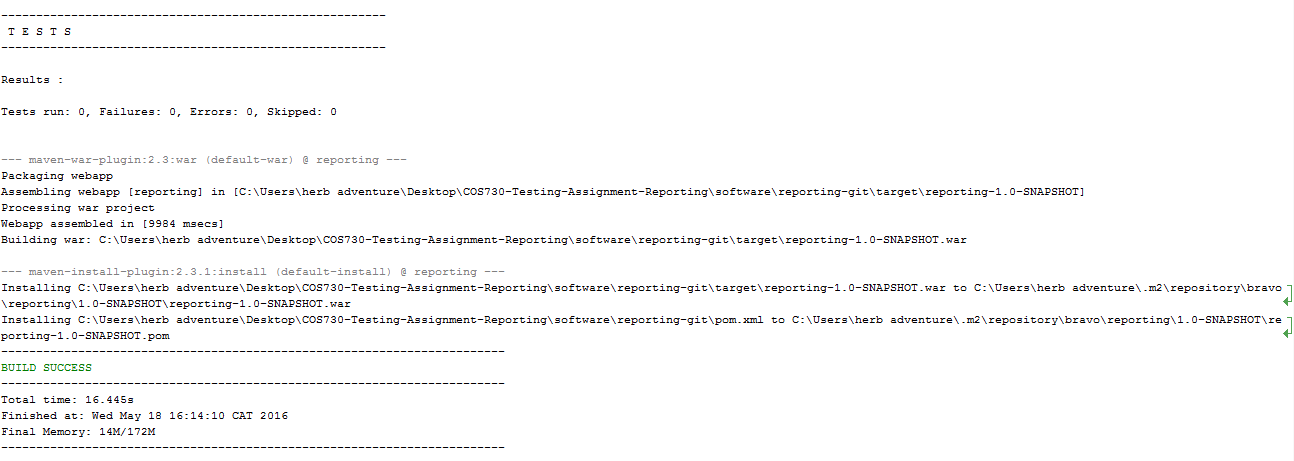 ------------------------------------------------------- 
 T E S T S
-------------------------------------------------------
Results :
Tests run: 0, Failures: 0, Errors: 0, Skipped: 0
--- maven-war-plugin:2.3:war (default-war) @ reporting ---
Packaging webapp
Assembling webapp [reporting] in [C:\Users\herb adventure\Desktop\COS730-Testing-Assignment-Reporting\software\reporting-git\target\reporting-1.0-SNAPSHOT]
Processing war project
Webapp assembled in [9984 msecs]
Building war: C:\Users\herb adventure\Desktop\COS730-Testing-Assignment-Reporting\software\reporting-git\target\reporting-1.0-SNAPSHOT.war
--- maven-install-plugin:2.3.1:install (default-install) @ reporting ---
Installing C:\Users\herb adventure\Desktop\COS730-Testing-Assignment-Reporting\software\reporting-git\target\reporting-1.0-SNAPSHOT.war to C:\Users\herb adventure\.m2\repository\bravo
\reporting\1.0-SNAPSHOT\reporting-1.0-SNAPSHOT.war
Installing C:\Users\herb adventure\Desktop\COS730-Testing-Assignment-Reporting\software\reporting-git\pom.xml to C:\Users\herb adventure\.m2\repository\bravo\reporting\1.0-SNAPSHOT\re
porting-1.0-SNAPSHOT.pom
------------------------------------------------------------------------
BUILD SUCCESS
------------------------------------------------------------------------
Total time: 16.445s
Finished at: Wed May 18 16:14:10 CAT 2016
Final Memory: 14M/172M
------------------------------------------------------------------------